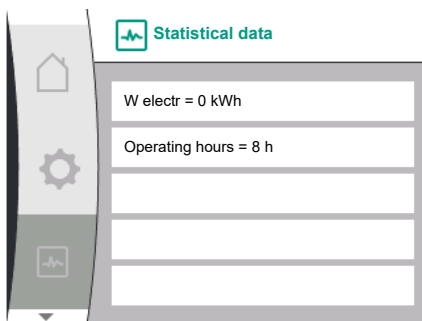 Statistical data
W electr = 0 kWh
Operating hours = 8 h